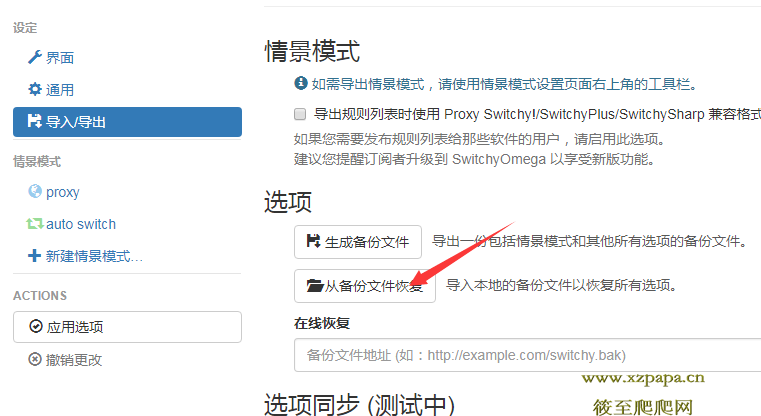 设定
界面
通用
导入/导出
情景模式
proxy
auto switch
新建情景模式…
ACTIONS
应用选项
撤销更改
情景模式
如需导出情景模式，请使用情景模式设置页面右上角的工具栏。
导出规则列表时使用 Proxy Switchy!/SwitchyPlus/SwitchySharp 兼容格式
如果您需要发布规则列表给那些软件的用户，请启用此选项。
建议您提醒订阅者升级到 SwitchyOmega 以享受新版功能。
选项
生成备份文件 导出一份包括情景模式和其他所有选项的备份文件。
从备份文件恢复 导入本地的备份文件以恢复所有选项。
在线恢复
备份文件地址 (如：http://example.com/switchy.bak)
www.xzpapa.cn
筱至爬爬网
选项同步 (测试中)